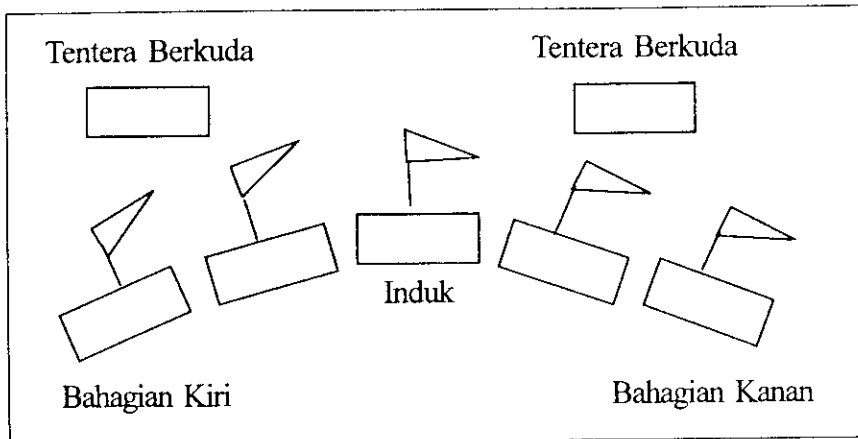 Tentera Berkuda
Tentera Berkuda
Induk
Bahagian Kiri
Bahagian Kanan